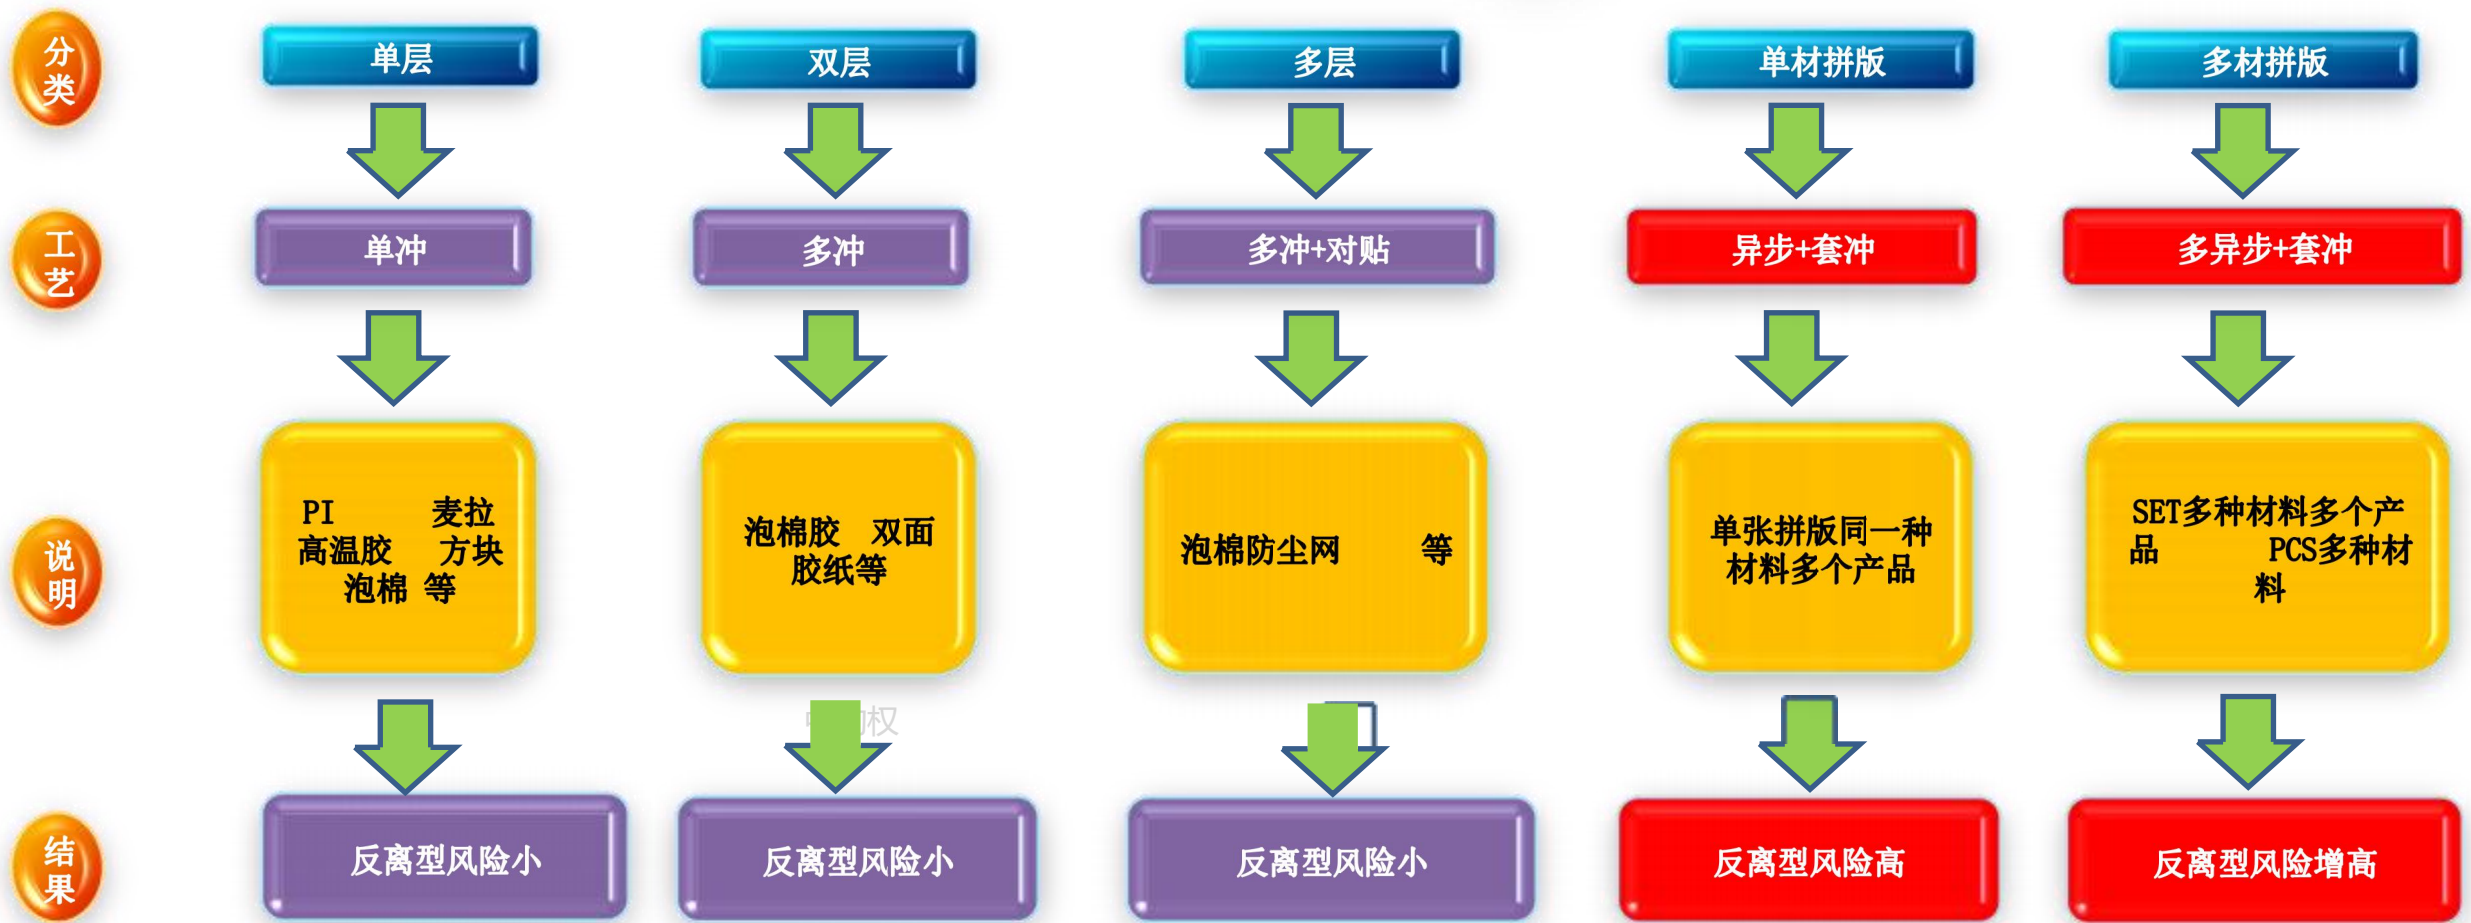 分类
单层
双层
多层
单材拼版
多材拼版
工艺
单冲
多冲
多冲+对贴
异步+套冲
多异步+套冲
说明
PI 麦拉
高温胶 方块
泡棉 等
泡棉胶 双面
胶纸等
泡棉防尘网 等
单张拼版同一种
材料多个产品
SET多种材料多个产
品 PCS多种材
料
权
结果
反离型风险小
反离型风险小
反离型风险小
反离型风险高
反离型风险增高